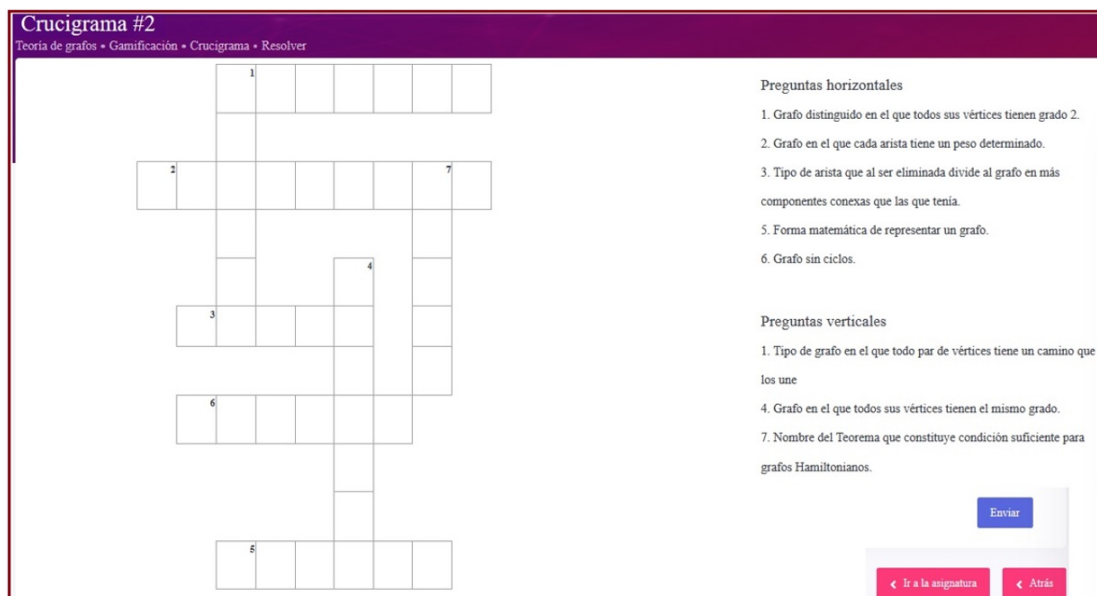 Crucigrama #2
Teoría de grafos • Gamificación • Crucigrama • Resolver
1
2
7
4
3
6
5
Preguntas horizontales
1. Grafo distinguido en el que todos sus vértices tienen grado 2.
2. Grafo en el que cada arista tiene un peso determinado.
3. Tipo de arista que al ser eliminada divide al grafo en más
componentes conexas que las que tenía.
5. Forma matemática de representar un grafo.
6. Grafo sin ciclos.
Preguntas verticales
1. Tipo de grafo en el que todo par de vértices tiene un camino que
los une
4. Grafo en el que todos sus vértices tienen el mismo grado.
7. Nombre del Teorema que constituye condición suficiente para
grafos Hamiltonianos.
Enviar
Ir a la asignatura
Atrás